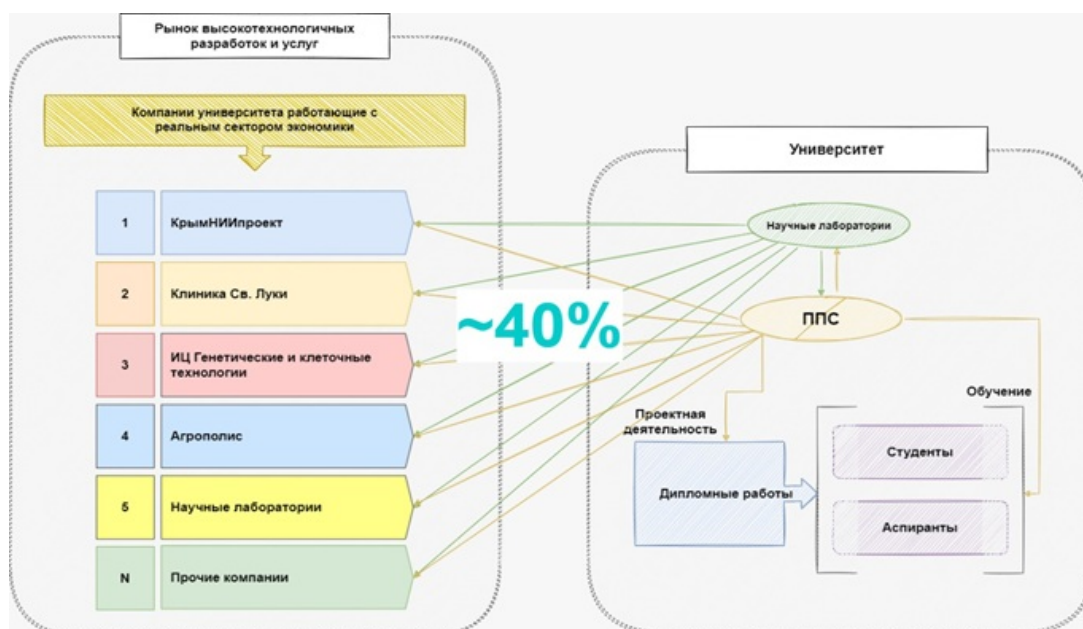 Рынок высокотехнологичных
разработок и услуг
Компании университета работающие с
реальным сектором экономики
1
КрымНИИпроект
2
Клиника Св. Луки
3
ИЦ Генетические и клеточные
технологии
4
Агрополис
5
Научные лаборатории
N
Прочие компании
~40%
Университет
Научные лаборатории
ППС
Обучение
Проектная
деятельность
Дипломные работы
Студенты
Аспиранты